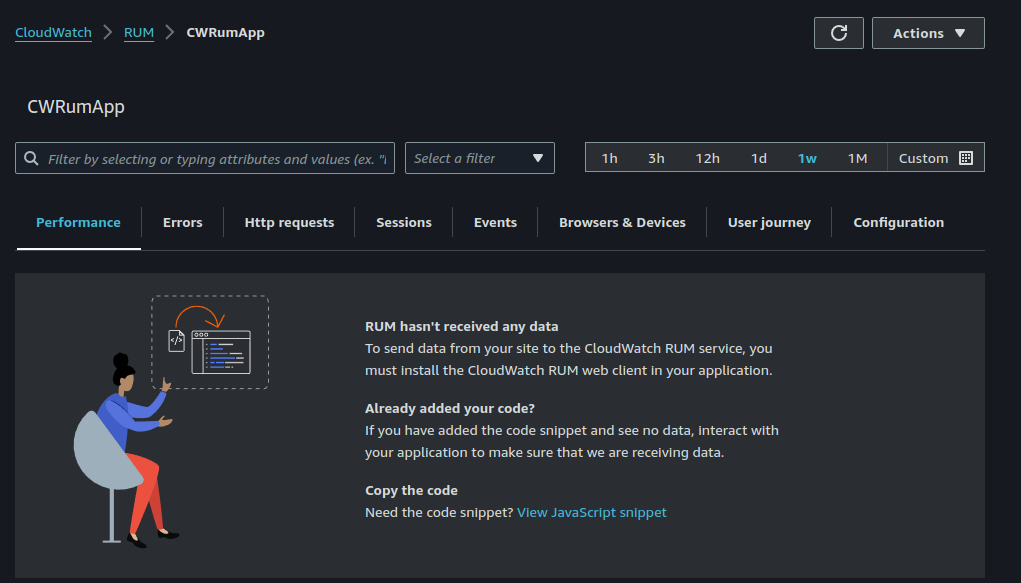 CloudWatch RUM CWRumApp
Actions
CWRumApp
Filter by selecting or typing attributes and values (ex. "
Select a filter
1h 3h 12h 1d 1w 1M Custom
Performance Errors Http requests Sessions Events Browsers & Devices User journey Configuration
RUM hasn't received any data
To send data from your site to the CloudWatch RUM service, you
must install the CloudWatch RUM web client in your application.
Already added your code?
If you have added the code snippet and see no data, interact with
your application to make sure that we are receiving data.
Copy the code
Need the code snippet? View JavaScript snippet